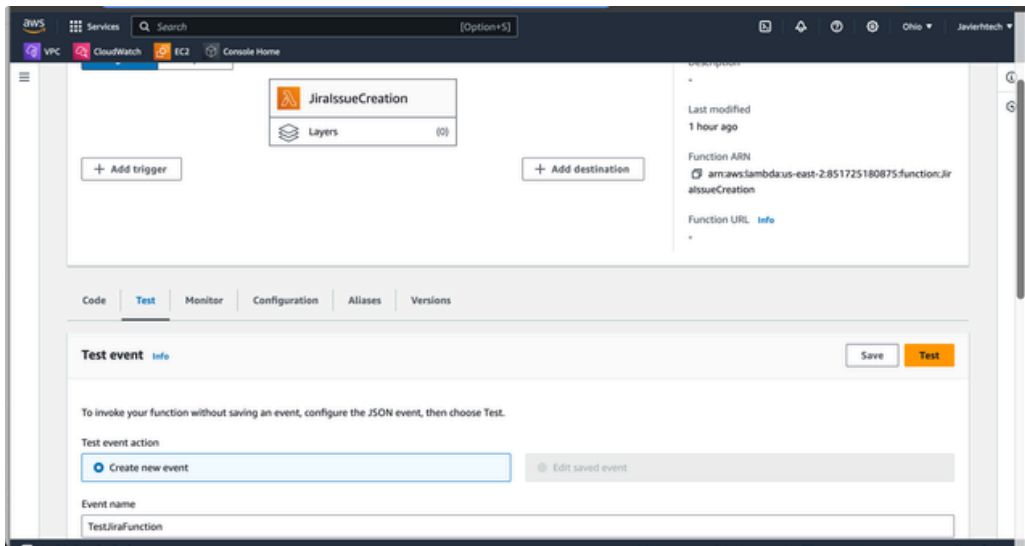 aws
Services
Search
[Option+S]
Ohio
Javierhtech
VPC
CloudWatch
EC2
Console Home
JiraIssueCreation
Layers
(0)
+ Add trigger
+ Add destination
Description
-
Last modified
1 hour ago
Function ARN
arn:aws:lambda:us-east-2:851725180875:function:Jir
aIssueCreation
Function URL Info
-
Code
Test
Monitor
Configuration
Aliases
Versions
Test event Info
Save
Test
To invoke your function without saving an event, configure the JSON event, then choose Test.
Test event action
Create new event
Edit saved event
Event name
TestJiraFunction